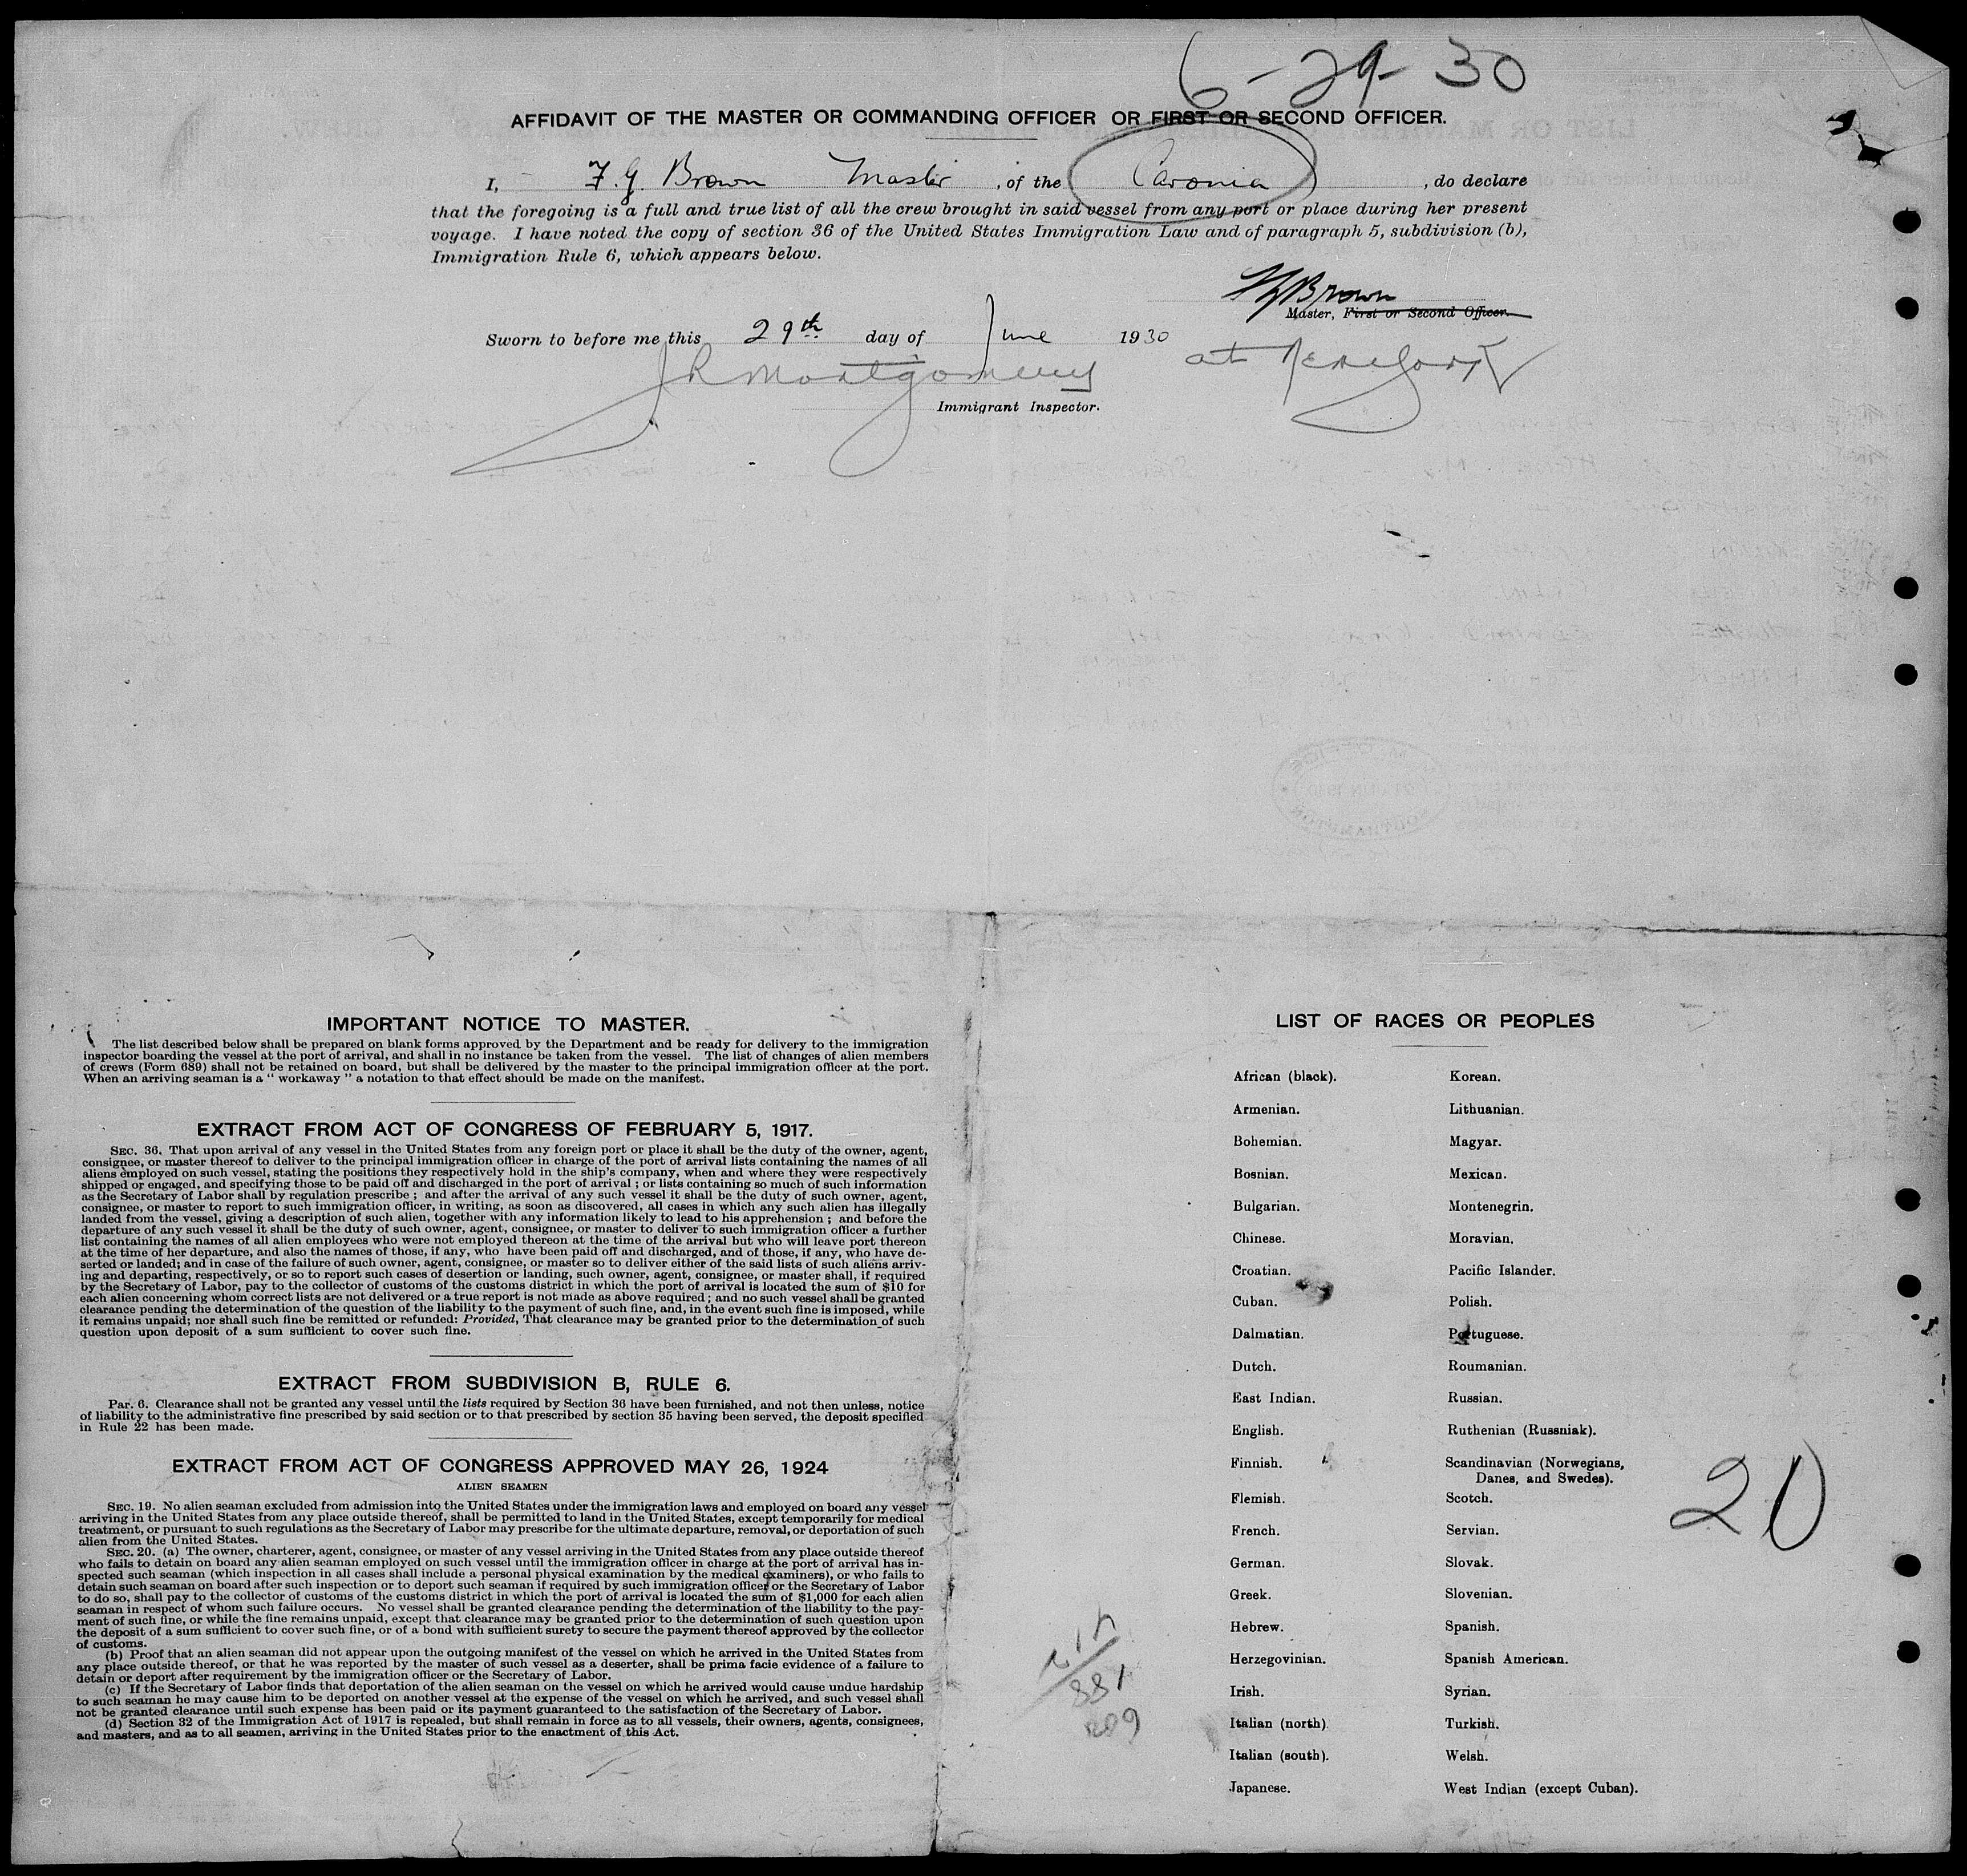 6-29-30
AFFIDAVIT OF THE MASTER OR COMMANDING OFFICER OR FIRST OR SECOND OFFICER.
I, F. G. Brown Master, of the Caronia, do declare
that the foregoing is a full and true list of all the crew brought in said vessel from any port or place during her present
voyage. I have noted the copy of section 36 of the United States Immigration Law and of paragraph 5, subdivision (b),
Immigration Rule 6, which appears below.
FGBrown
Master, First or Second Officer.
Sworn to before me this 29th day of June 1930
JR Montgomery at New York
Immigrant Inspector.
IMPORTANT NOTICE TO MASTER.
The list described below shall be prepared on blank forms approved by the Department and be ready for delivery to the immigration
inspector boarding the vessel at the port of arrival, and shall in no instance be taken from the vessel. The list of changes of alien members
of crews (Form 689) shall not be retained on board, but shall be delivered by the master to the principal immigration officer at the port.
When an arriving seaman is a " workaway " a notation to that effect should be made on the manifest.
EXTRACT FROM ACT OF CONGRESS OF FEBRUARY 5, 1917.
SEC. 36. That upon arrival of any vessel in the United States from any foreign port or place it shall be the duty of the owner, agent,
consignee, or master thereof to deliver to the principal immigration officer in charge of the port of arrival lists containing the names of all
aliens employed on such vessel, stating the positions they respectively hold in the ship's company, when and where they were respectively
shipped or engaged, and specifying those to be paid off and discharged in the port of arrival ; or lists containing so much of such information
as the Secretary of Labor shall by regulation prescribe ; and after the arrival of any such vessel it shall be the duty of such owner, agent,
consignee, or master to report to such immigration officer, in writing, as soon as discovered, all cases in which any such alien has illegally
landed from the vessel, giving a description of such alien, together with any information likely to lead to his apprehension ; and before the
departure of any such vessel it shall be the duty of such owner, agent, consignee, or master to deliver to such immigration officer a further
list containing the names of all alien employees who were not employed thereon at the time of the arrival but who will leave port thereon
at the time of her departure, and also the names of those, if any, who have been paid off and discharged, and of those, if any, who have de-
serted or landed; and in case of the failure of such owner, agent, consignee, or master so to deliver either of the said lists of such aliens arriv-
ing and departing, respectively, or so to report such cases of desertion or landing, such owner, agent, consignee, or master shall, if required
by the Secretary of Labor, pay to the collector of customs of the customs district in which the port of arrival is located the sum of $10 for
each alien concerning whom correct lists are not delivered or a true report is not made as above required ; and no such vessel shall be granted
clearance pending the determination of the question of the liability to the payment of such fine, and, in the event such fine is imposed, while
it remains unpaid; nor shall such fine be remitted or refunded: Provided, That clearance may be granted prior to the determination of such
question upon deposit of a sum sufficient to cover such fine.
EXTRACT FROM SUBDIVISION B, RULE 6.
Par. 6. Clearance shall not be granted any vessel until the lists required by Section 36 have been furnished, and not then unless, notice
of liability to the administrative fine prescribed by said section or to that prescribed by section 35 having been served, the deposit specified
in Rule 22 has been made.
EXTRACT FROM ACT OF CONGRESS APPROVED MAY 26, 1924
ALIEN SEAMEN
SEC. 19. No alien seaman excluded from admission into the United States under the immigration laws and employed on board any vessel
arriving in the United States from any place outside thereof, shall be permitted to land in the United States, except temporarily for medical
treatment, or pursuant to such regulations as the Secretary of Labor may prescribe for the ultimate departure, removal, or deportation of such
alien from the United States.
SEC. 20. (a) The owner, charterer, agent, consignee, or master of any vessel arriving in the United States from any place outside thereof
who fails to detain on board any alien seaman employed on such vessel until the immigration officer in charge at the port of arrival has in-
spected such seaman (which inspection in all cases shall include a personal physical examination by the medical examiners), or who fails to
detain such seaman on board after such inspection or to deport such seaman if required by such immigration officer or the Secretary of Labor
to do so, shall pay to the collector of customs of the customs district in which the port of arrival is located the sum of $1,000 for each alien
seaman in respect of whom such failure occurs. No vessel shall be granted clearance pending the determination of the liability to the pay-
ment of such fine, or while the fine remains unpaid, except that clearance may be granted prior to the determination of such question upon
the deposit of a sum sufficient to cover such fine, or of a bond with sufficient surety to secure the payment thereof approved by the collector
of customs.
(b) Proof that an alien seaman did not appear upon the outgoing manifest of the vessel on which he arrived in the United States from
any place outside thereof, or that he was reported by the master of such vessel as a deserter, shall be prima facie evidence of a failure to
detain or deport after requirement by the immigration officer or the Secretary of Labor.
(c) If the Secretary of Labor finds that deportation of the alien seaman on the vessel on which he arrived would cause undue hardship
to such seaman he may cause him to be deported on another vessel at the expense of the vessel on which he arrived, and such vessel shall
not be granted clearance until such expense has been paid or its payment guaranteed to the satisfaction of the Secretary of Labor.
(d) Section 32 of the Immigration Act of 1917 is repealed, but shall remain in force as to all vessels, their owners, agents, consignees,
and masters, and as to all seamen, arriving in the United States prior to the enactment of this Act.
LIST OF RACES OR PEOPLES
African (black). Korean.
Armenian. Lithuanian.
Bohemian. Magyar.
Bosnian. Mexican.
Bulgarian. Montenegrin.
Chinese. Moravian.
Croatian. Pacific Islander.
Cuban. Polish.
Dalmatian. Portuguese.
Dutch. Roumanian.
East Indian. Russian.
English. Ruthenian (Russniak).
Finnish. Scandinavian (Norwegians,
Danes, and Swedes).
Flemish. Scotch.
French. Servian.
German. Slovak.
Greek. Slovenian.
Hebrew. Spanish.
Herzegovinian. Spanish American.
Irish. Syrian.
Italian (north) Turkish.
Italian (south). Welsh.
Japanese. West Indian (except Cuban).
20
881
209